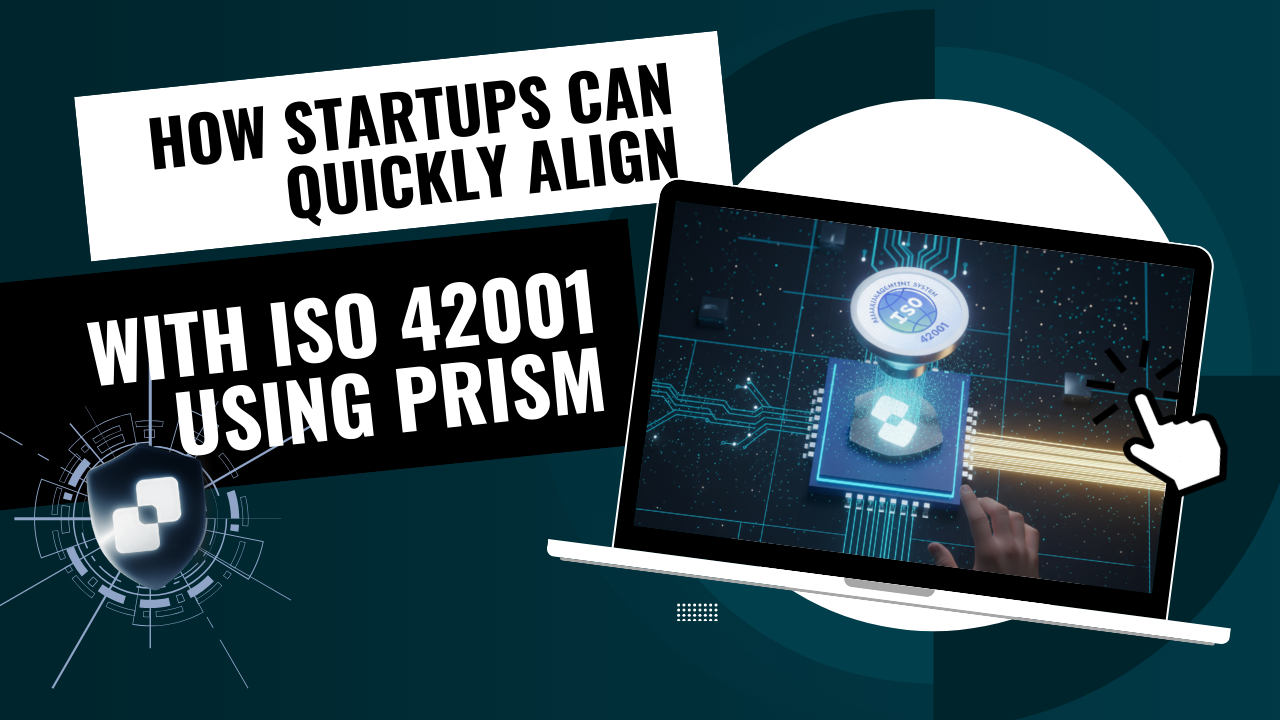 HOW STARTUPS CAN
QUICKLY ALIGN
WITH ISO 42001
USING PRISM
ISO
42001